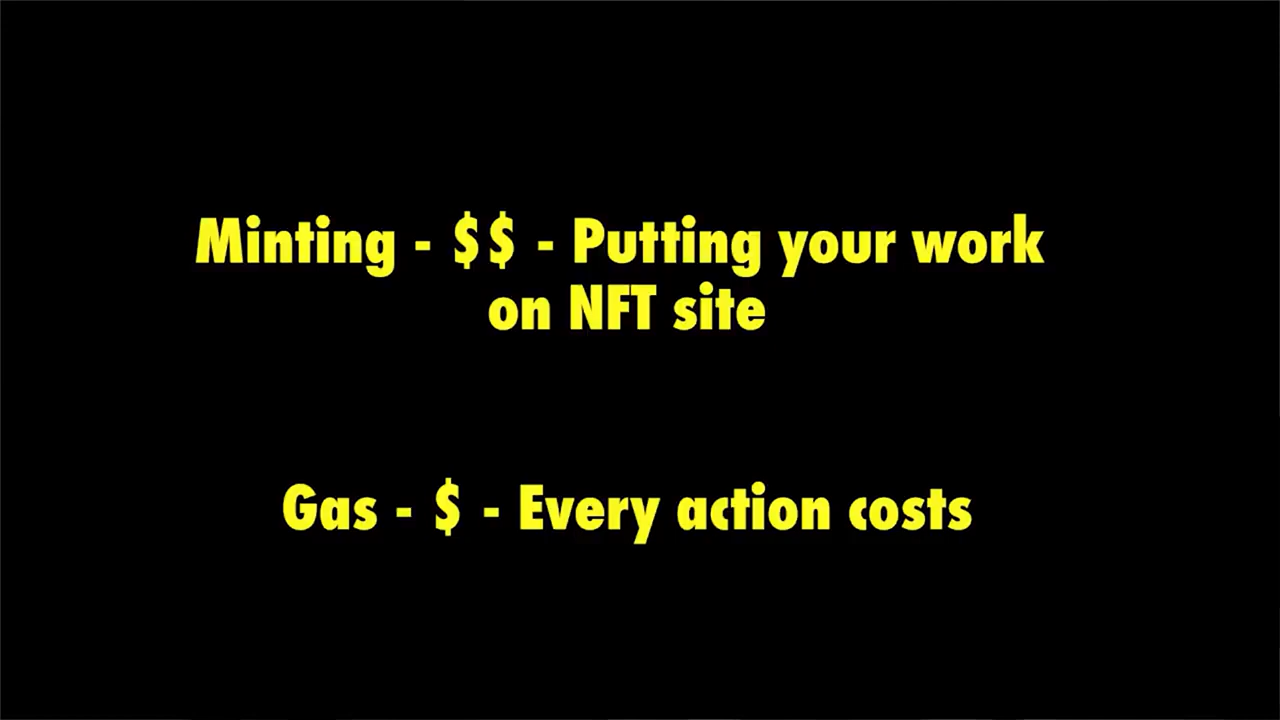 Minting - $$ - Putting your work
on NFT site
Gas - $ - Every action costs